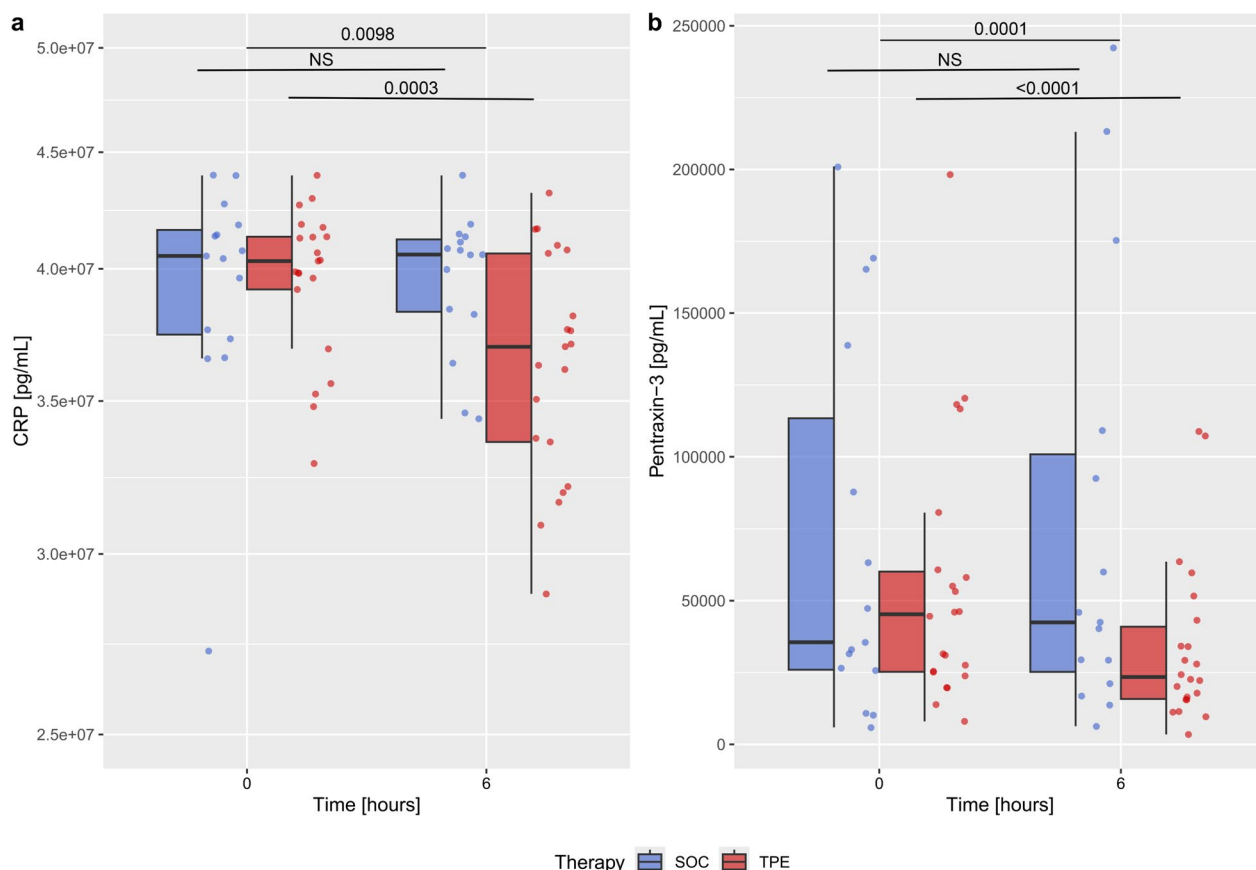 a
5.0e+07
4.5e+07
4.0e+07
3.5e+07
3.0e+07
2.5e+07
CRP [pg/mL]
0.0098
NS
0.0003
0 6
Time [hours]
b
250000
200000
150000
100000
50000
0
Pentraxin−3 [pg/mL]
0.0001
NS
<0.0001
0 6
Time [hours]
Therapy SOC TPE